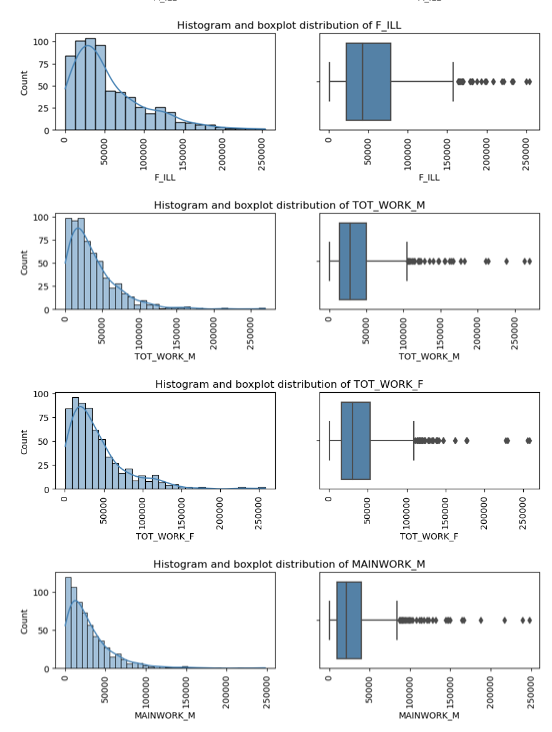 F_ILL F_ILL
Histogram and boxplot distribution of F_ILL
100
75
50
25
0
Count
0 50000 100000 150000 200000 250000
F_ILL
0 50000 100000 150000 200000 250000
F_ILL
Histogram and boxplot distribution of TOT_WORK_M
100
75
50
25
0
Count
0 50000 100000 150000 200000 250000
TOT_WORK_M
0 50000 100000 150000 200000 250000
TOT_WORK_M
Histogram and boxplot distribution of TOT_WORK_F
100
75
50
25
0
Count
0 50000 100000 150000 200000 250000
TOT_WORK_F
0 50000 100000 150000 200000 250000
TOT_WORK_F
Histogram and boxplot distribution of MAINWORK_M
100
50
0
Count
0 50000 100000 150000 200000 250000
MAINWORK_M
0 50000 100000 150000 200000 250000
MAINWORK_M